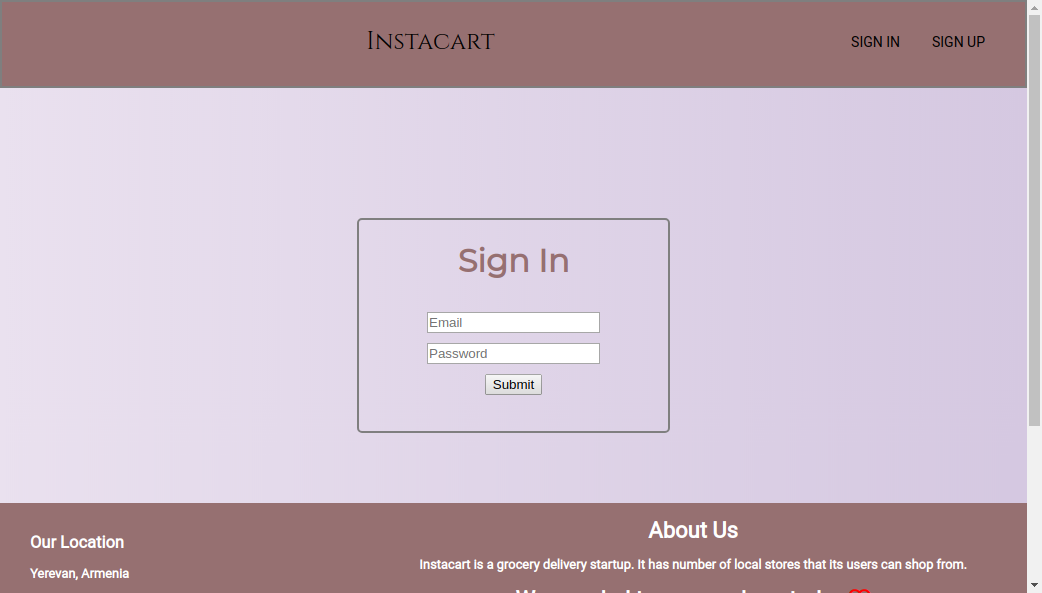 Instacart
SIGN IN
SIGN UP
Sign In
Email
Password
Submit
Our Location
Yerevan, Armenia
About Us
Instacart is a grocery delivery startup. It has number of local stores that its users can shop from.